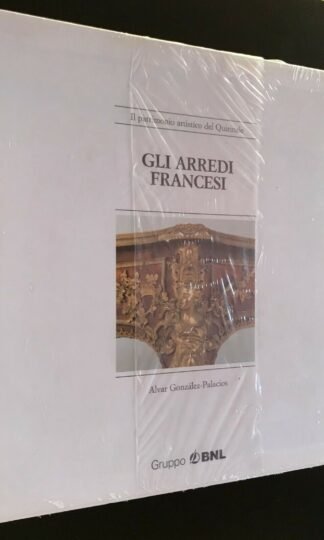 Il patrimonio artistico del Quirinale
GLI ARREDI
FRANCESI
Alvar González-Palacios
Gruppo BNL